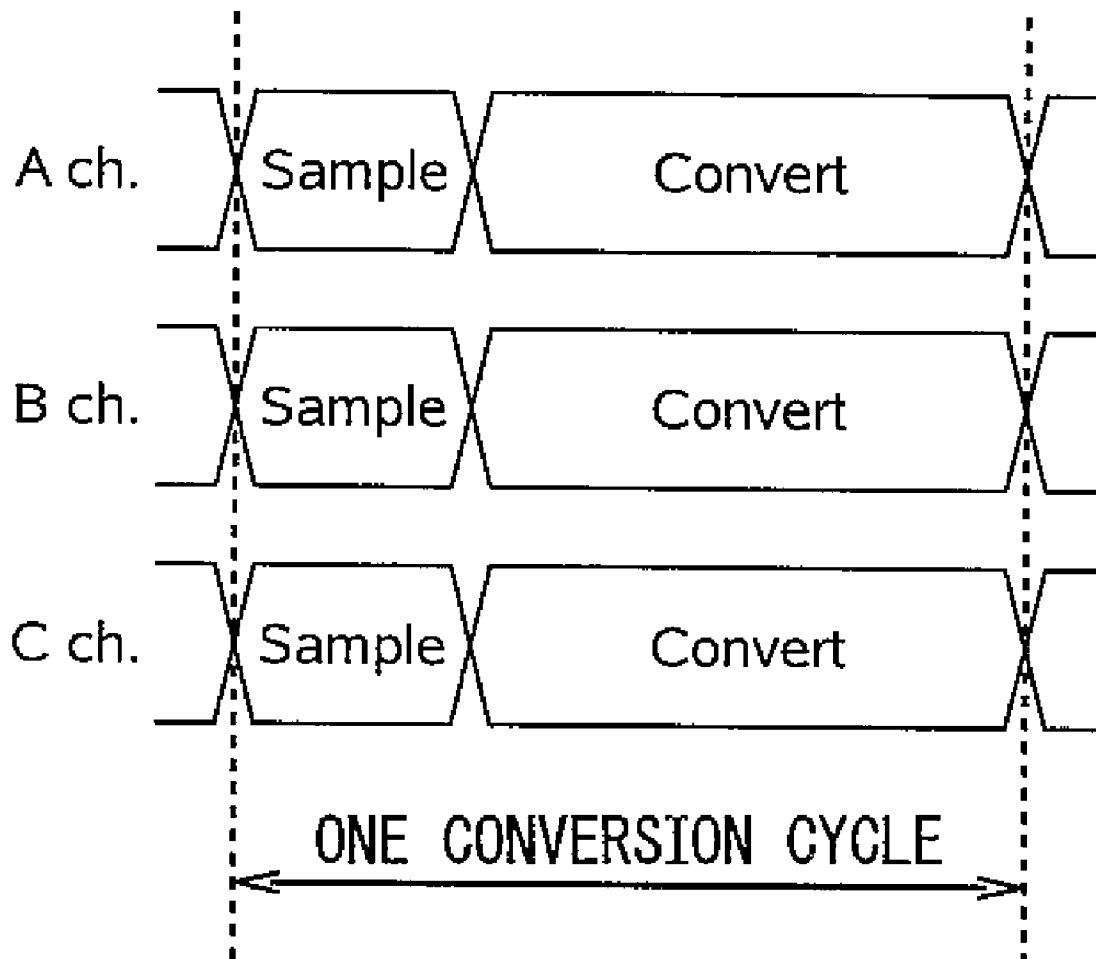 A ch. Sample Convert
B ch. Sample Convert
C ch. Sample Convert
ONE CONVERSION CYCLE